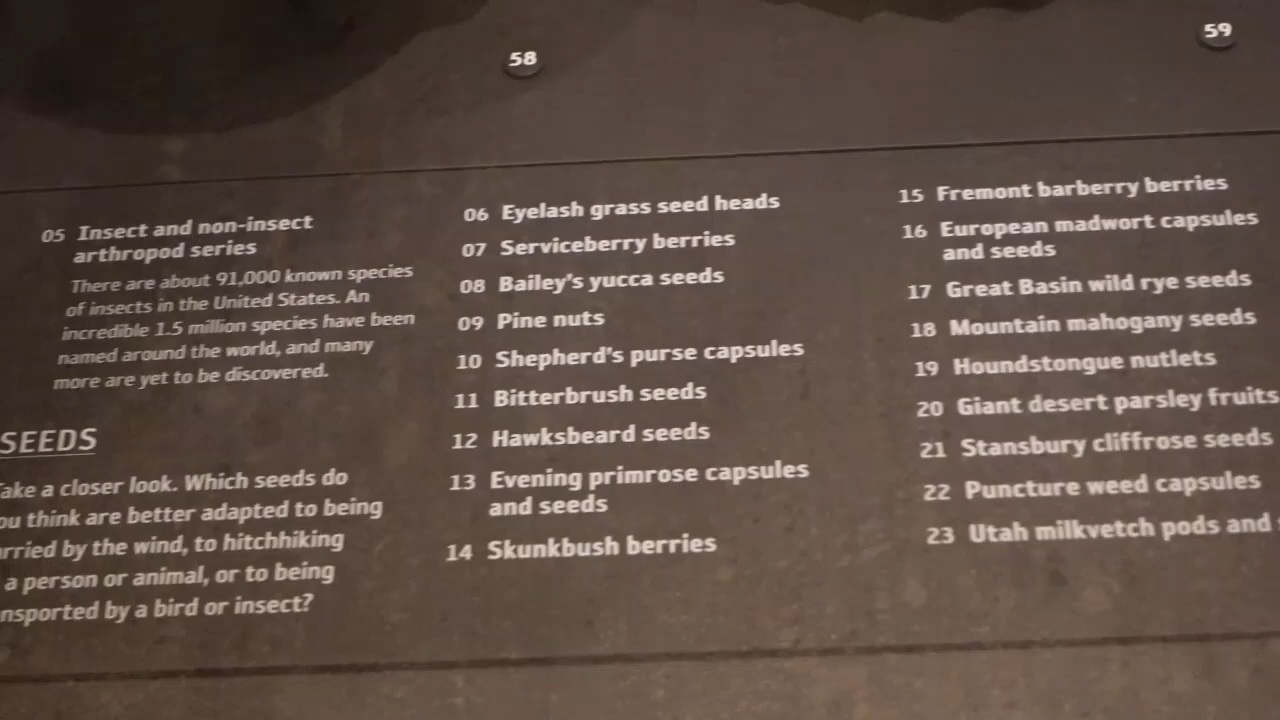 58
59
05 Insect and non-insect
arthropod series
There are about 91,000 known species
of insects in the United States. An
incredible 1.5 million species have been
named around the world, and many
more are yet to be discovered.
SEEDS
Take a closer look. Which seeds do
you think are better adapted to being
carried by the wind, to hitchhiking
a person or animal, or to being
transported by a bird or insect?
06 Eyelash grass seed heads
07 Serviceberry berries
08 Bailey's yucca seeds
09 Pine nuts
10 Shepherd's purse capsules
11 Bitterbrush seeds
12 Hawksbeard seeds
13 Evening primrose capsules
and seeds
14 Skunkbush berries
15 Fremont barberry berries
16 European madwort capsules
and seeds
17 Great Basin wild rye seeds
18 Mountain mahogany seeds
19 Houndstongue nutlets
20 Giant desert parsley fruits
21 Stansbury cliffrose seeds
22 Puncture weed capsules
23 Utah milkvetch pods and